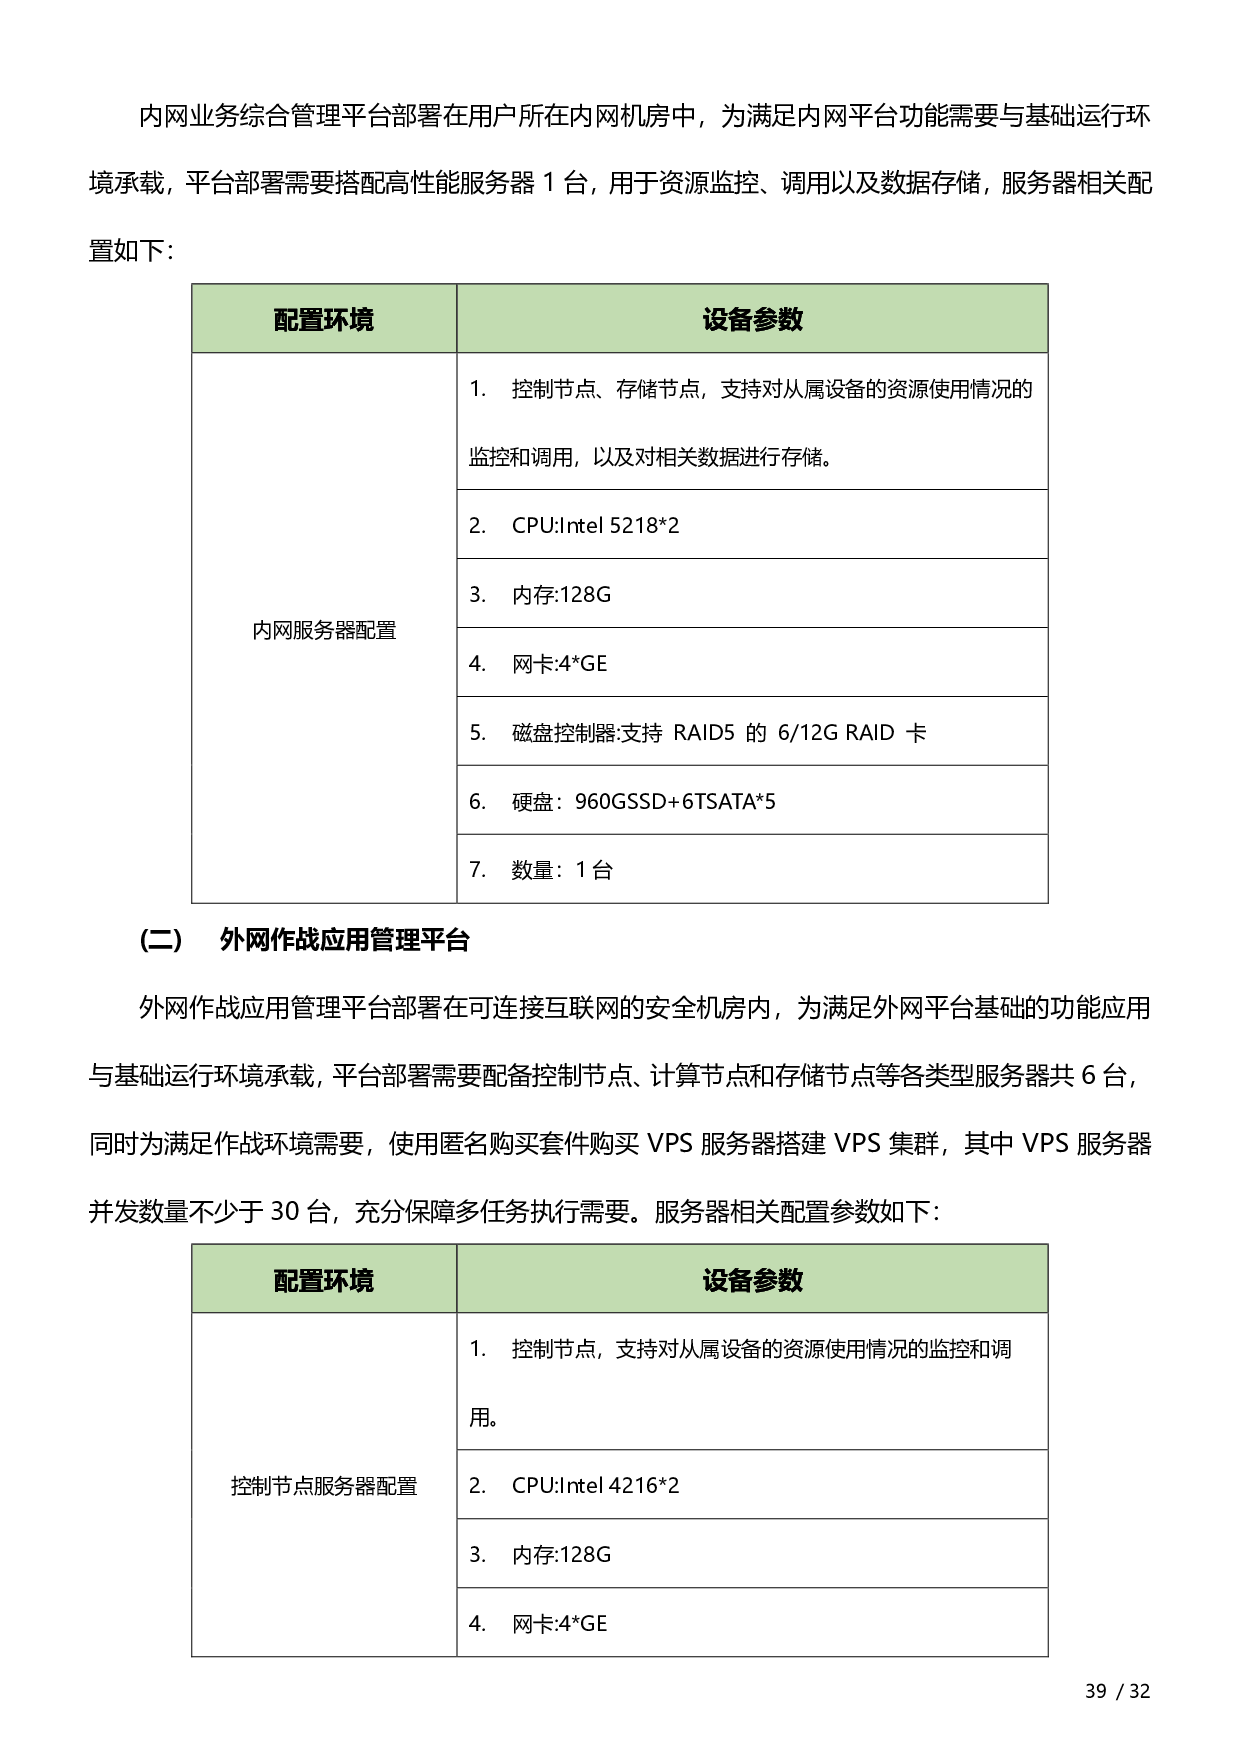 内网业务综合管理平台部署在用户所在内网机房中，为满足内网平台功能需要与基础运行环
境承载，平台部署需要搭配高性能服务器 1 台，用于资源监控、调用以及数据存储，服务器相关配
置如下：
配置环境 设备参数
1. 控制节点、存储节点，支持对从属设备的资源使用情况的
监控和调用，以及对相关数据进行存储。
2. CPU:Intel 5218*2
3. 内存:128G
内网服务器配置
4. 网卡:4*GE
5. 磁盘控制器:支持 RAID5 的 6/12G RAID 卡
6. 硬盘：960GSSD+6TSATA*5
7. 数量：1 台
(二) 外网作战应用管理平台
外网作战应用管理平台部署在可连接互联网的安全机房内，为满足外网平台基础的功能应用
与基础运行环境承载，平台部署需要配备控制节点、计算节点和存储节点等各类型服务器共 6 台，
同时为满足作战环境需要，使用匿名购买套件购买 VPS 服务器搭建 VPS 集群，其中 VPS 服务器
并发数量不少于 30 台，充分保障多任务执行需要。服务器相关配置参数如下：
配置环境 设备参数
1. 控制节点，支持对从属设备的资源使用情况的监控和调
用。
控制节点服务器配置
2. CPU:Intel 4216*2
3. 内存:128G
4. 网卡:4*GE
39 / 32